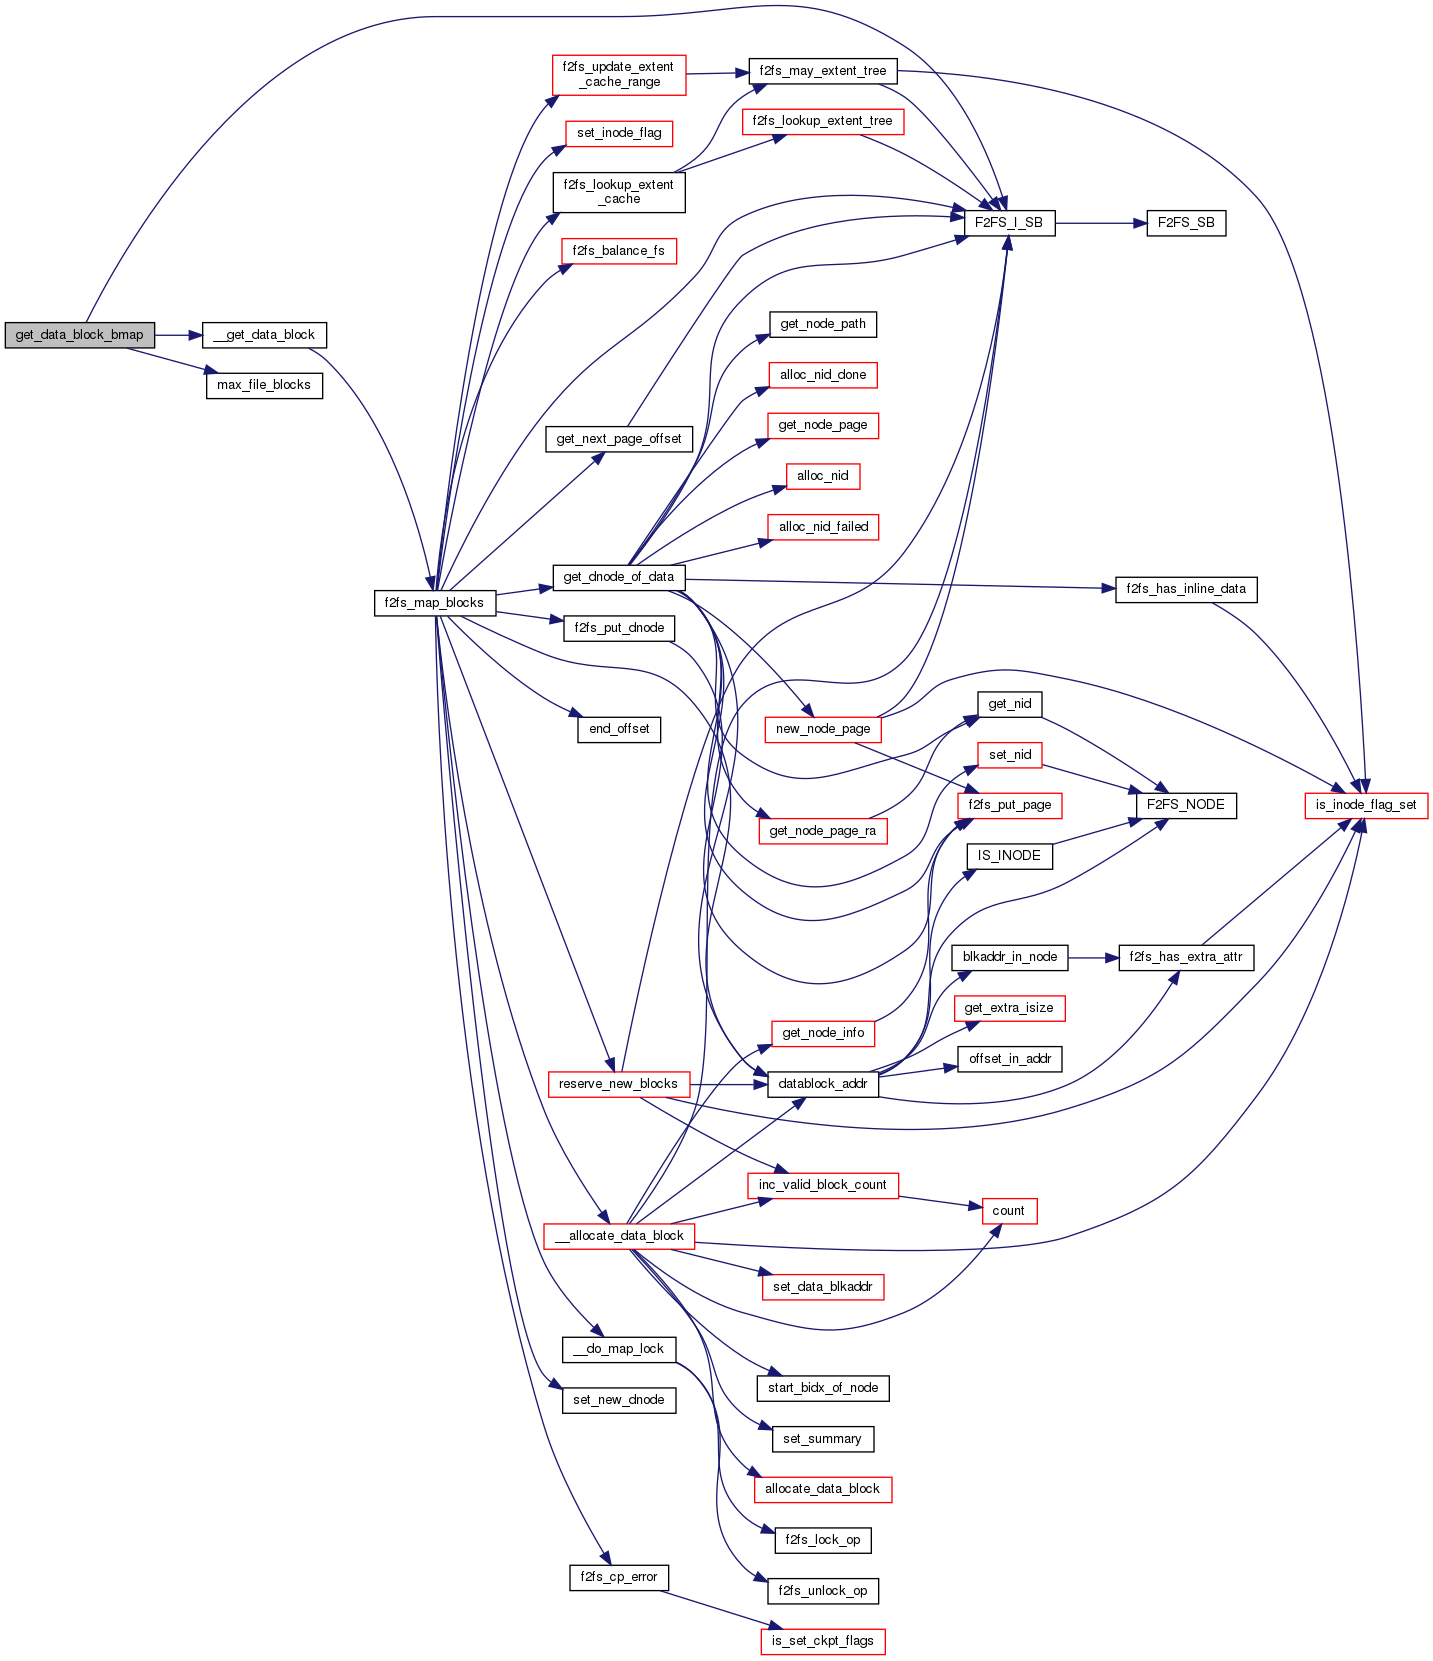 f2fs_update_extent
_cache_range
f2fs_may_extent_tree
f2fs_lookup_extent_tree
set_inode_flag
f2fs_lookup_extent
_cache
F2FS_I_SB
F2FS_SB
f2fs_balance_fs
get_data_block_bmap
__get_data_block
get_node_path
max_file_blocks
alloc_nid_done
get_node_page
get_next_page_offset
alloc_nid
alloc_nid_failed
get_dnode_of_data
f2fs_has_inline_data
f2fs_map_blocks
f2fs_put_dnode
get_nid
end_offset
new_node_page
set_nid
f2fs_put_page
F2FS_NODE
is_inode_flag_set
get_node_page_ra
IS_INODE
blkaddr_in_node
f2fs_has_extra_attr
get_extra_isize
get_node_info
offset_in_addr
reserve_new_blocks
datablock_addr
inc_valid_block_count
count
__allocate_data_block
set_data_blkaddr
__do_map_lock
start_bidx_of_node
set_new_dnode
set_summary
allocate_data_block
f2fs_lock_op
f2fs_cp_error
f2fs_unlock_op
is_set_ckpt_flags